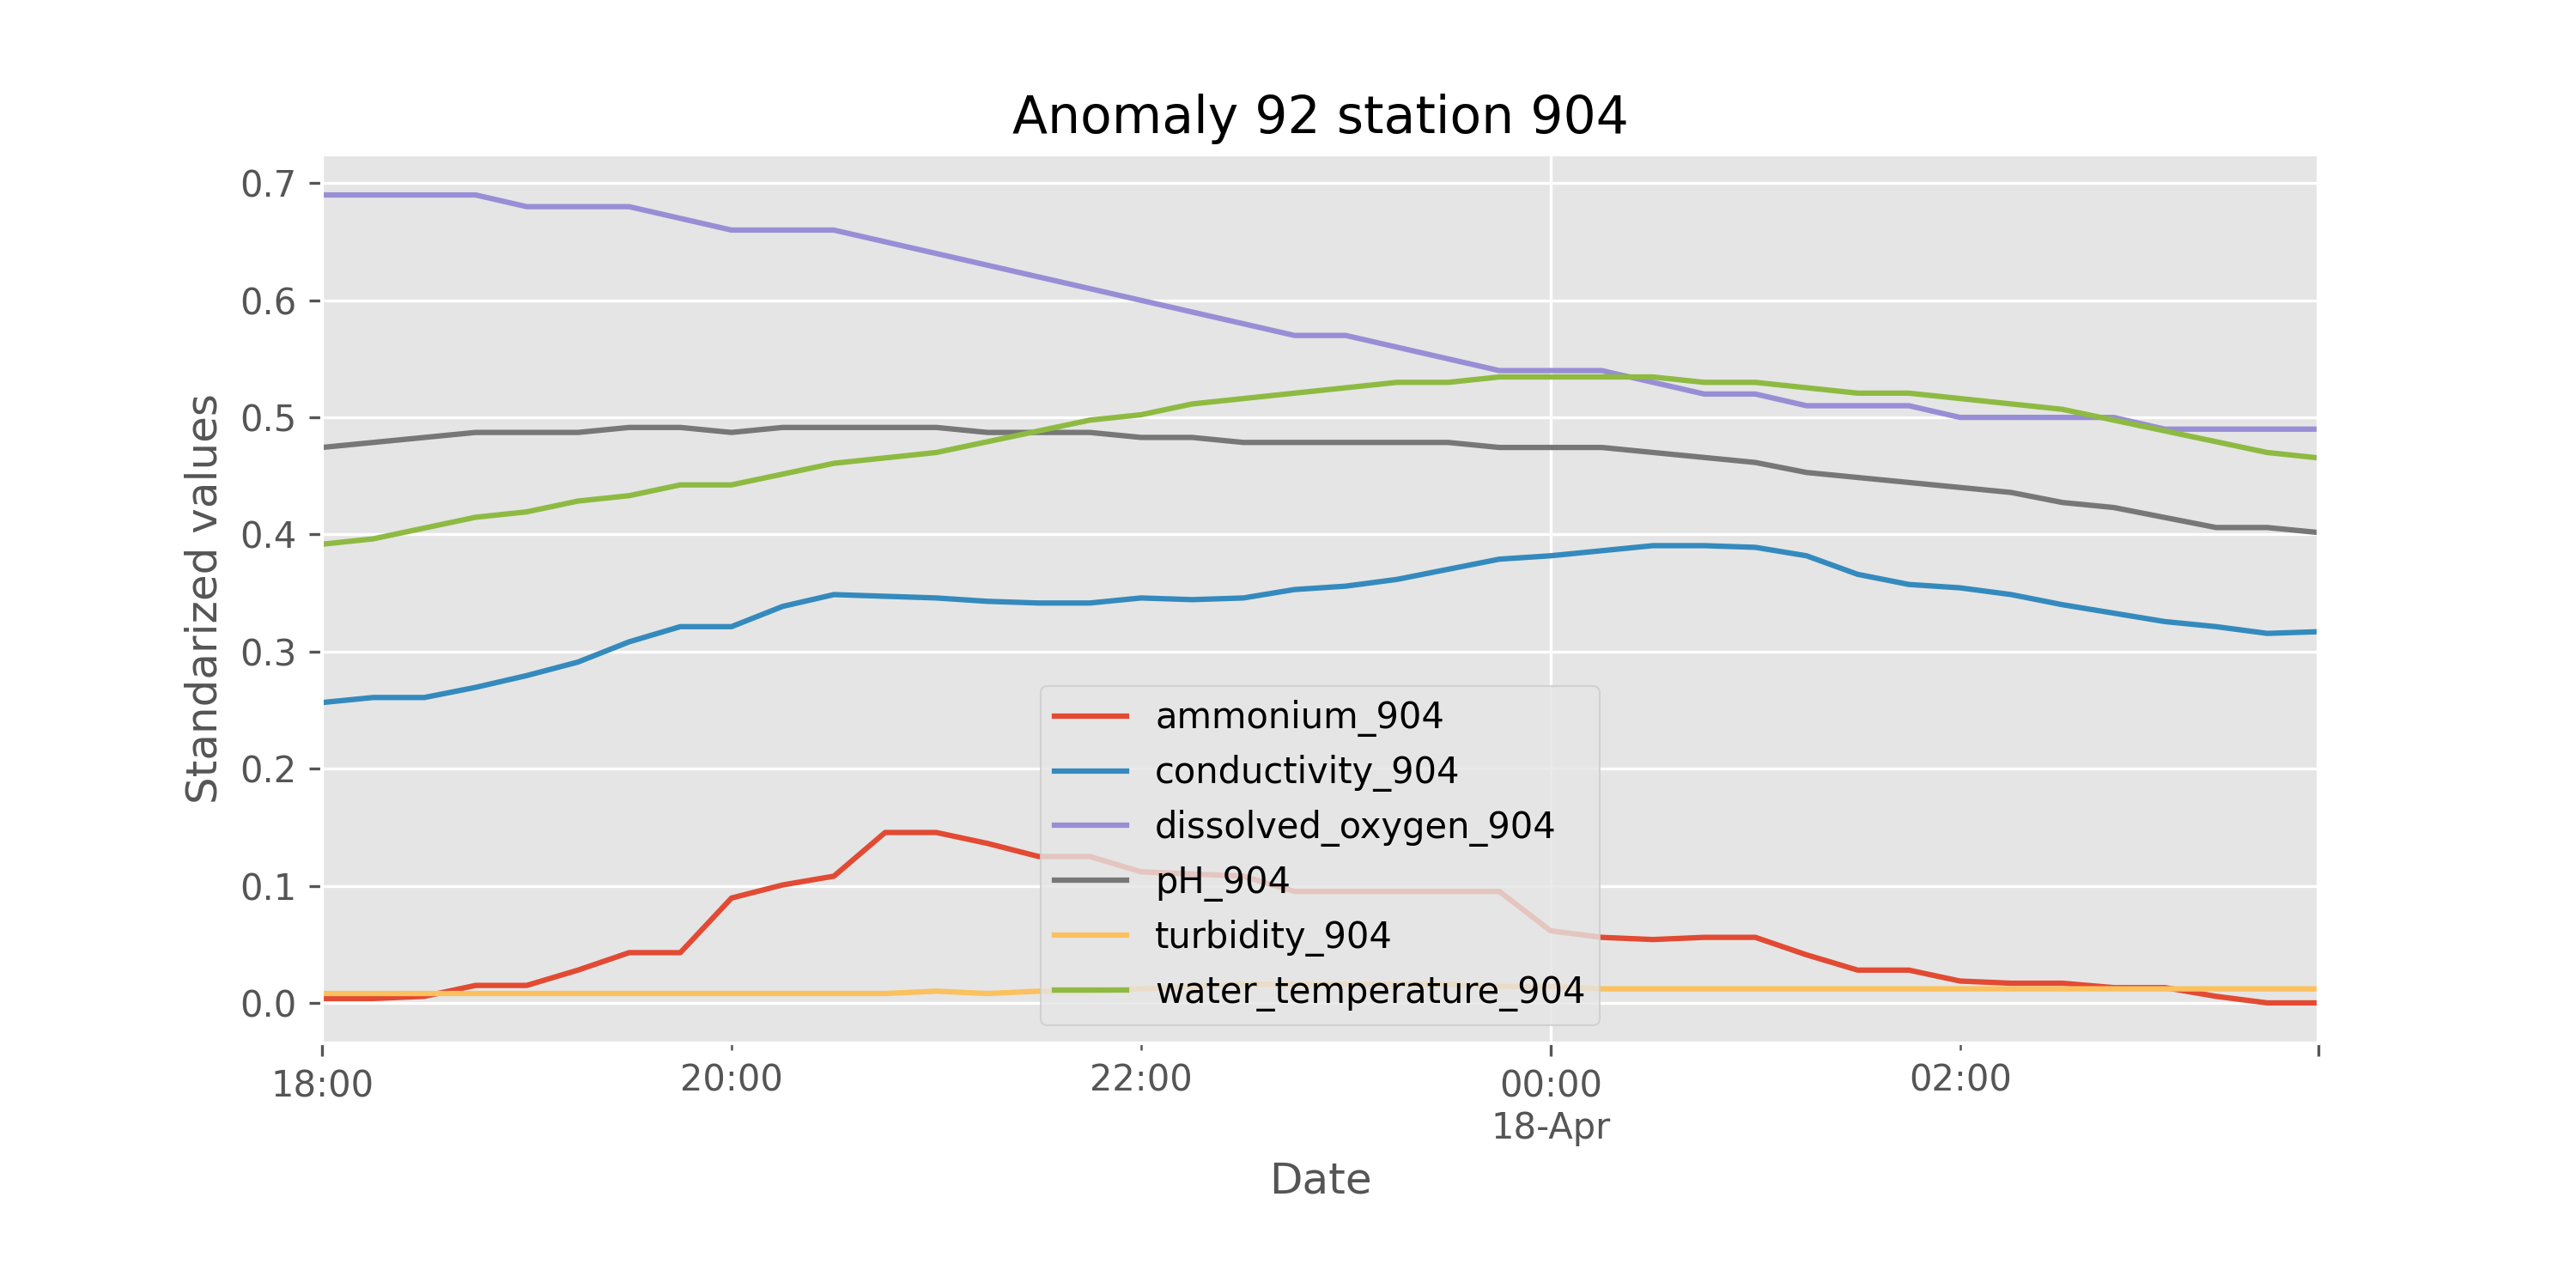 Anomaly 92 station 904
Standarized values
0.7
0.6
0.5
0.4
0.3
0.2
0.1
0.0
ammonium_904
conductivity_904
dissolved_oxygen_904
pH_904
turbidity_904
water_temperature_904
18:00
20:00
22:00
00:00
18-Apr
02:00
Date